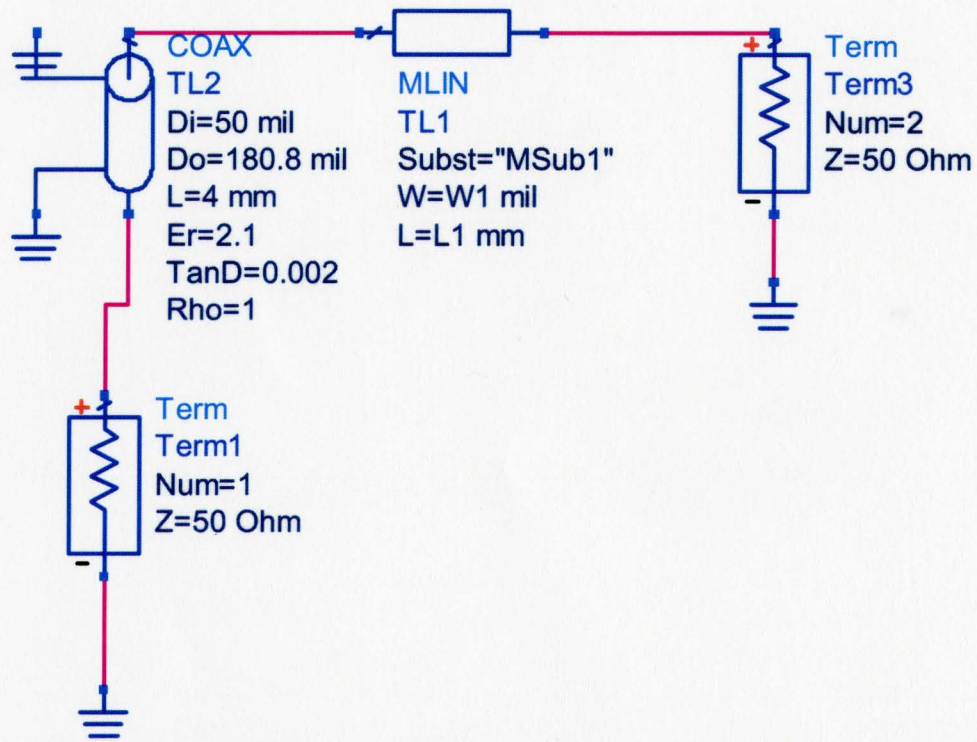 COAX
TL2
Di=50 mil
Do=180.8 mil
L=4 mm
Er=2.1
TanD=0.002
Rho=1
MLIN
TL1
Subst="MSub1"
W=W1 mil
L=L1 mm
+
Term
Term3
Num=2
Z=50 Ohm
-
+
Term
Term1
Num=1
Z=50 Ohm
-